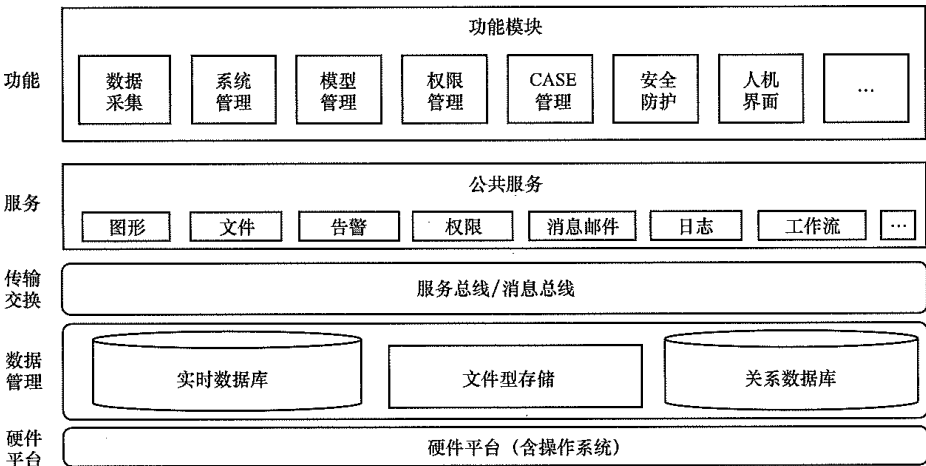 功能模块
功能
数据
采集
系统
管理
模型
管理
权限
管理
CASE
管理
安全
防护
人机
界面
...
公共服务
服务
图形
文件
告警
权限
消息邮件
日志
工作流
...
传输
交换
服务总线/消息总线
数据
管理
实时数据库
文件型存储
关系数据库
硬件
平台
硬件平台（含操作系统）